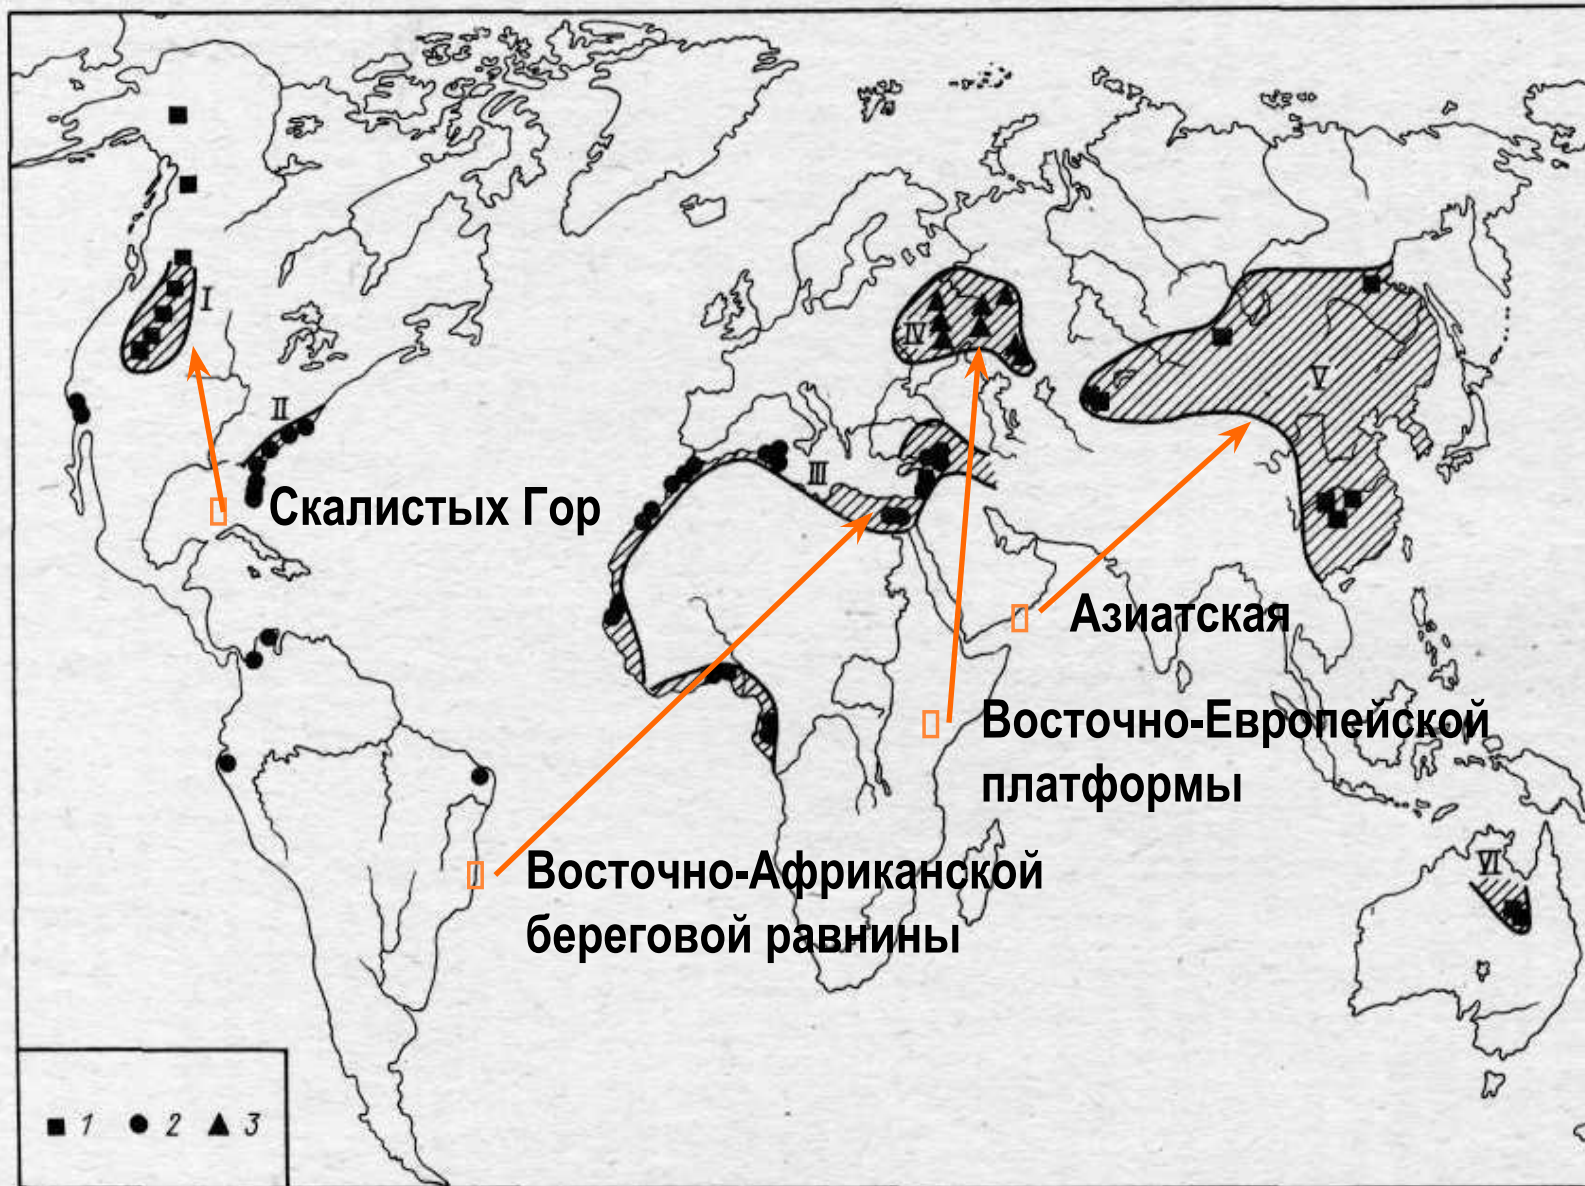 I
II
III
IV
V
VI
Скалистых Гор
Азиатская
Восточно-Европейской
платформы
Восточно-Африканской
береговой равнины
1 2 3